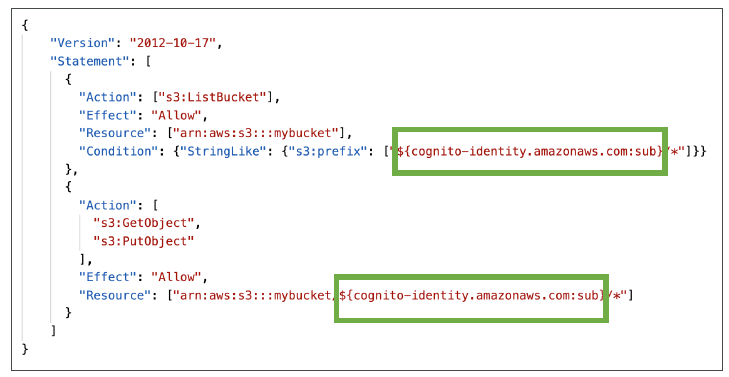 {
"Version": "2012-10-17",
"Statement": [
{
"Action": ["s3:ListBucket"],
"Effect": "Allow",
"Resource": ["arn:aws:s3:::mybucket"],
"Condition": {"StringLike": {"s3:prefix": ["${cognito-identity.amazonaws.com:sub}/*"]}}
},
{
"Action": [
"s3:GetObject",
"s3:PutObject"
],
"Effect": "Allow",
"Resource": ["arn:aws:s3:::mybucket/${cognito-identity.amazonaws.com:sub}/*"]
}
]
}